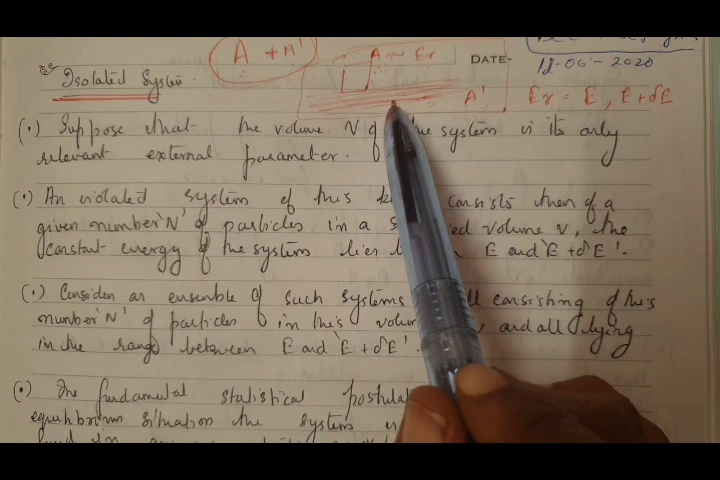 A + A'
A ~ Er
DATE-
18-06-2020
Isolated System
A' Er = E, E + δE
(•) Suppose that the volume V of the system is its only
relevant external parameter.
(•) An isolated system of this consists then of a
given number 'N' of particles in a volume V, the
constant energy of the system lies E and 'E + δE'.
(•) Consider an ensemble of such systems all consisting of this
number 'N' of particles in this and all lying
in the range between E and 'E + δE'.
(•) The fundamental statistical
equilibrium situation the system